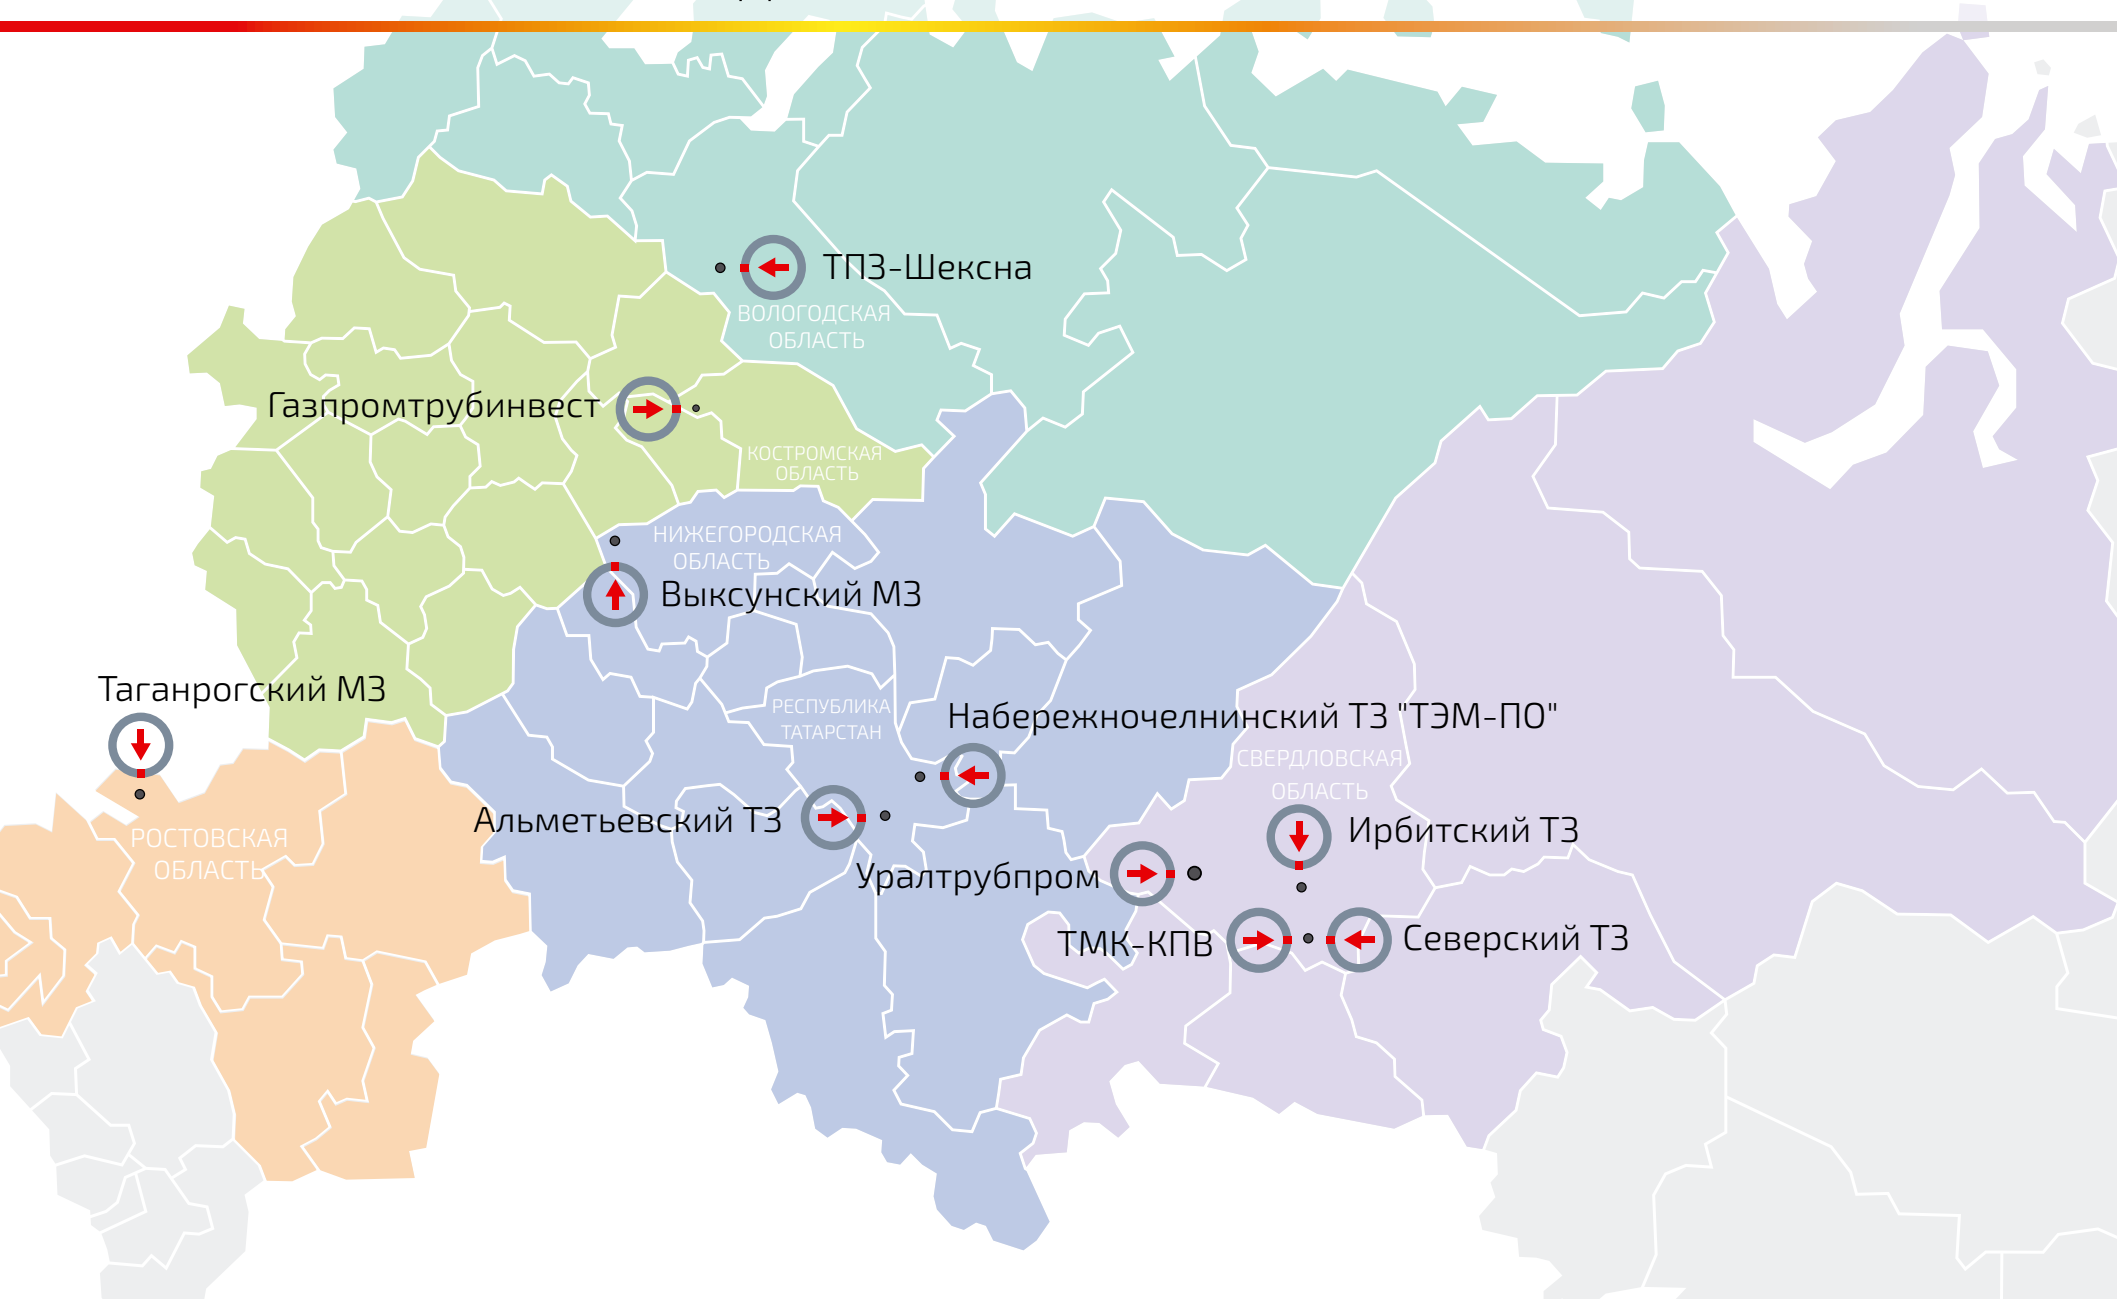 ТПЗ-Шексна
ВОЛОГОДСКАЯ
ОБЛАСТЬ
Газпромтрубинвест
КОСТРОМСКАЯ
ОБЛАСТЬ
НИЖЕГОРОДСКАЯ
ОБЛАСТЬ
Выксунский МЗ
Таганрогский МЗ
РЕСПУБЛИКА
ТАТАРСТАН
Набережночелнинский ТЗ "ТЭМ-ПО"
СВЕРДЛОВСКАЯ
ОБЛАСТЬ
Альметьевский ТЗ
Ирбитский ТЗ
РОСТОВСКАЯ
ОБЛАСТЬ
Уралтрубпром
ТМК-КПВ
Северский ТЗ